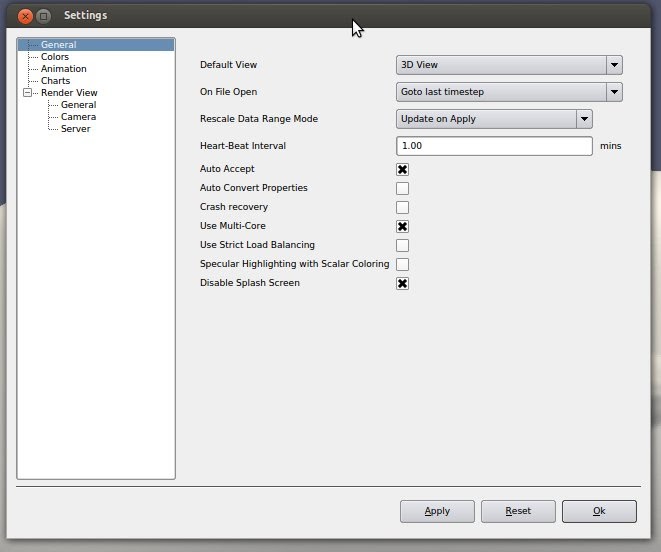 Settings
General
Colors
Animation
Charts
Render View
General
Camera
Server
Default View 3D View
On File Open Goto last timestep
Rescale Data Range Mode Update on Apply
Heart-Beat Interval 1.00 mins
Auto Accept
Auto Convert Properties
Crash recovery
Use Multi-Core
Use Strict Load Balancing
Specular Highlighting with Scalar Coloring
Disable Splash Screen
Apply Reset Ok